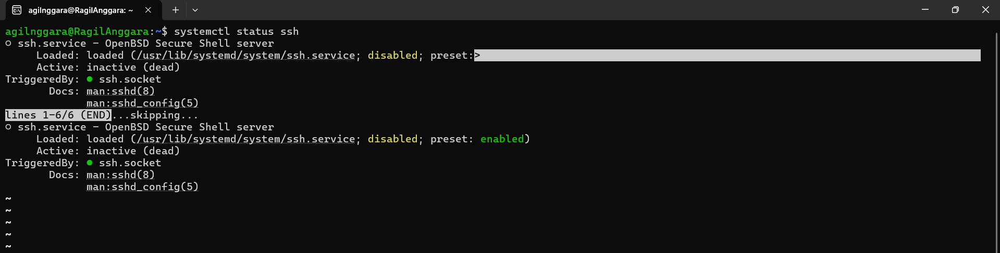 agilnggara@RagilAnggara: ~
agilnggara@RagilAnggara:~$ systemctl status ssh
○ ssh.service - OpenBSD Secure Shell server
     Loaded: loaded (/usr/lib/systemd/system/ssh.service; disabled; preset:>
     Active: inactive (dead)
TriggeredBy: ● ssh.socket
       Docs: man:sshd(8)
             man:sshd_config(5)
lines 1-6/6 (END)...skipping...
○ ssh.service - OpenBSD Secure Shell server
     Loaded: loaded (/usr/lib/systemd/system/ssh.service; disabled; preset: enabled)
     Active: inactive (dead)
TriggeredBy: ● ssh.socket
       Docs: man:sshd(8)
             man:sshd_config(5)
~
~
~
~
~